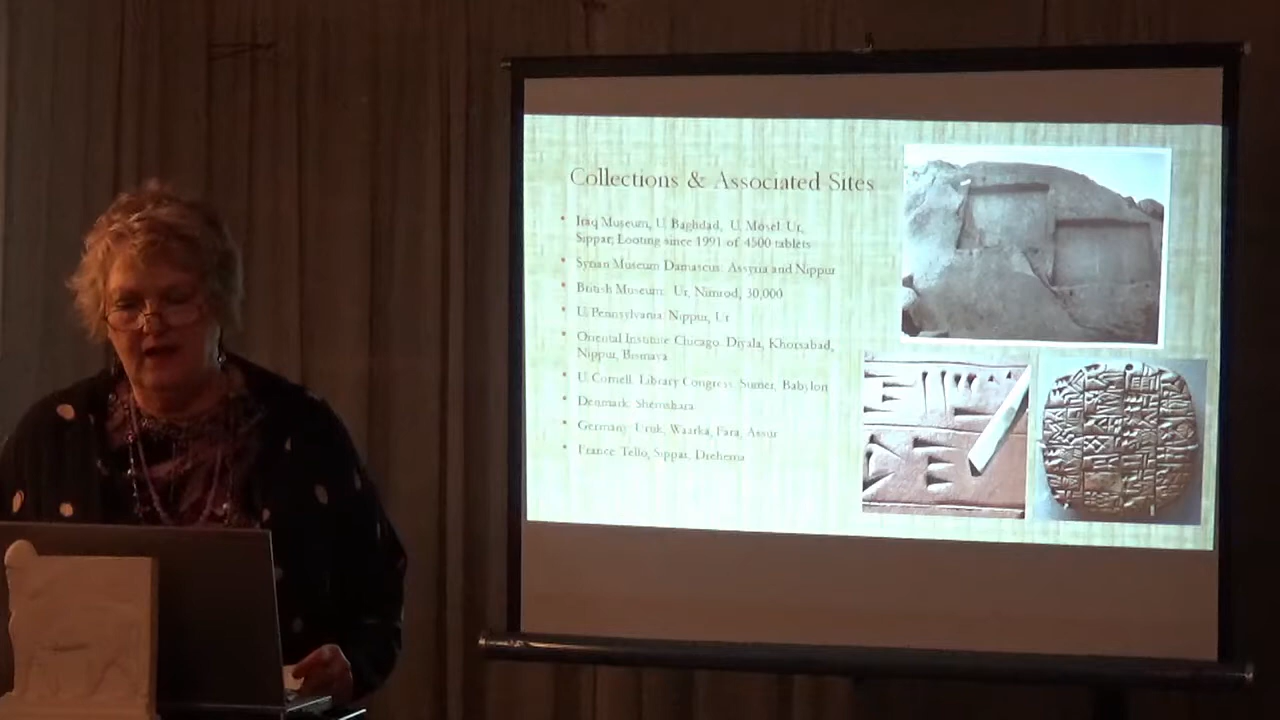 Collections & Associated Sites
• Iraq Museum, U. Baghdad, U. Mosel: Ur,
Sippar, Looting since 1991 of 4500 tablets
• Syrian Museum Damascus: Assyria and Nippur
• British Museum: Ur, Nimrod, 30,000
• U. Pennsylvania: Nippur, Ur
• Oriental Institute Chicago: Diyala, Khorsabad,
Nippur, Bismaya
• U. Cornell, Library Congress: Sumer, Babylon
• Denmark: Shemshara
• Germany: Uruk, Waarka, Fara, Assur
• France: Tello, Sippar, Drehema